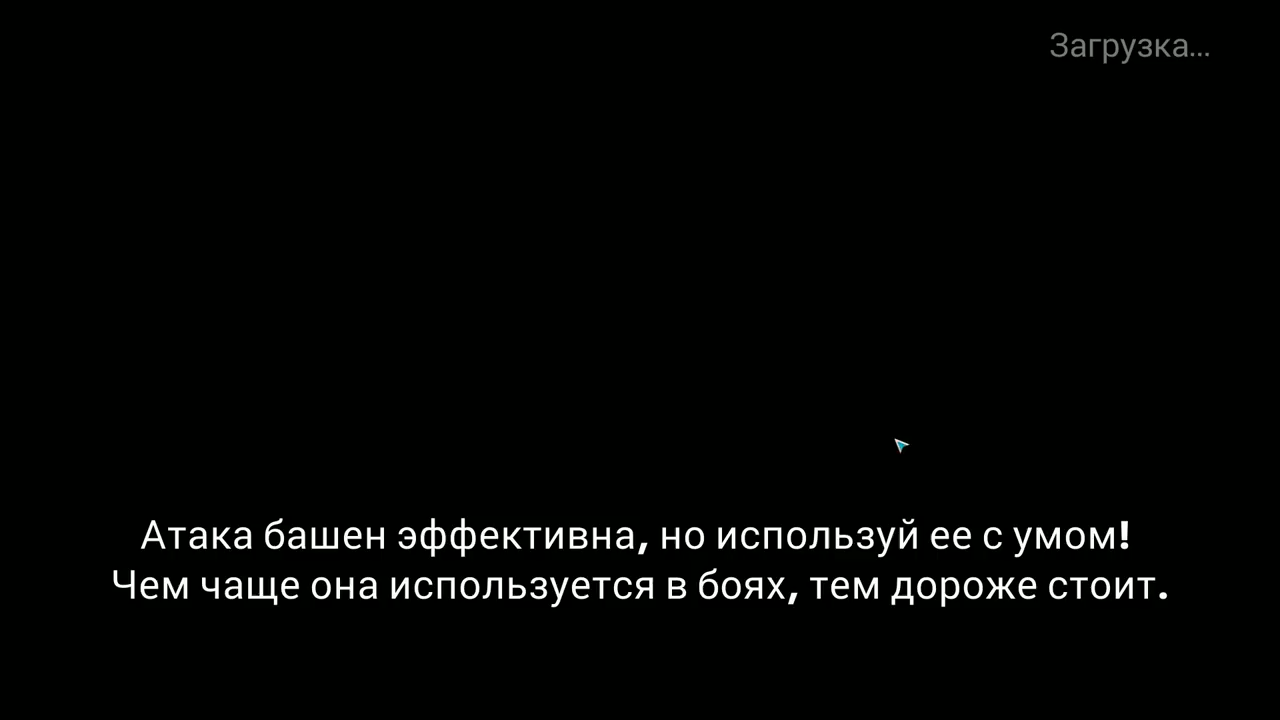 Загрузка...
Атака башен эффективна, но используй ее с умом!
Чем чаще она используется в боях, тем дороже стоит.